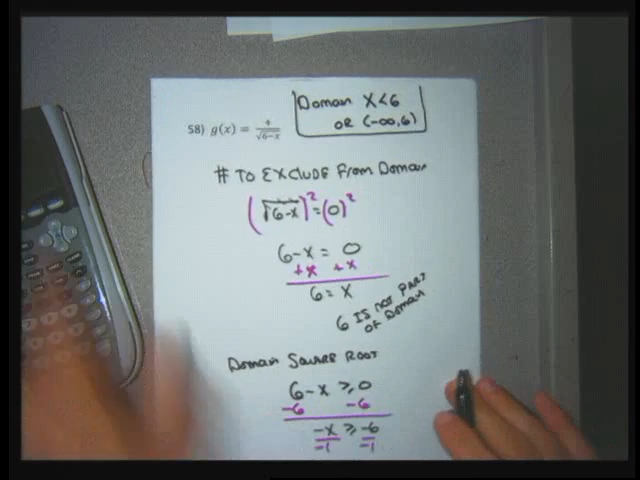 Domain X<6
OR (-∞,6)
58) g(x) = 4/√6-x
# TO EXCLUDE FROM DOMAIN
(√6-x)² = (0)²
6-x = 0
+x +x
6 = X
6 IS NOT PART
OF DOMAIN
DOMAIN SQUARE ROOT
6-x ≥ 0
-6 -6
-x ≥ -6
-1 -1